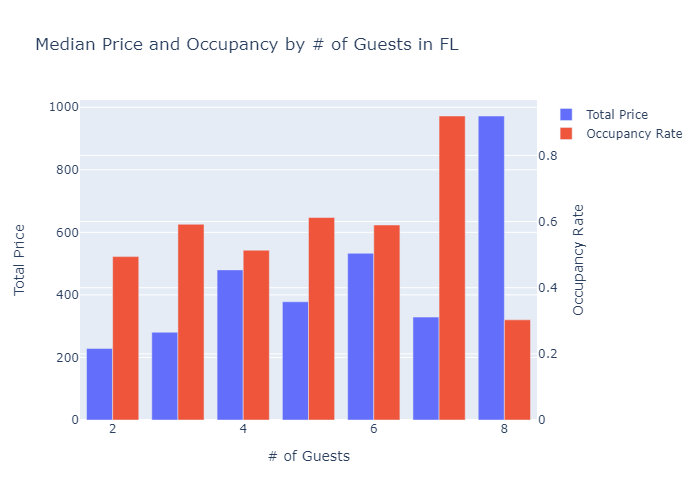 Median Price and Occupancy by # of Guests in FL
Total Price
Occupancy Rate
1000
800
600
400
200
0
0.8
0.6
0.4
0.2
0
2
4
6
8
Total Price
Occupancy Rate
# of Guests